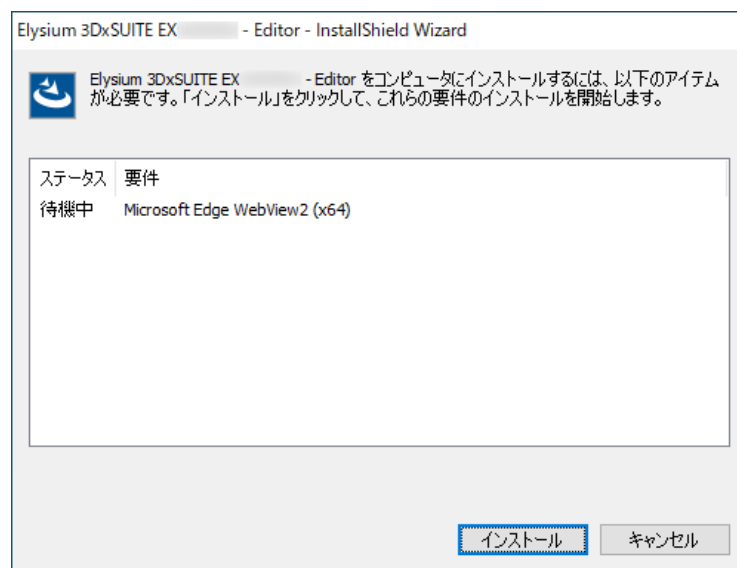 Elysium 3DxSUITE EX - Editor - InstallShield Wizard
Elysium 3DxSUITE EX - Editor をコンピュータにインストールするには、以下のアイテム
が必要です。「インストール」をクリックして、これらの要件のインストールを開始します。
ステータス 要件
待機中 Microsoft Edge WebView2 (x64)
インストール キャンセル